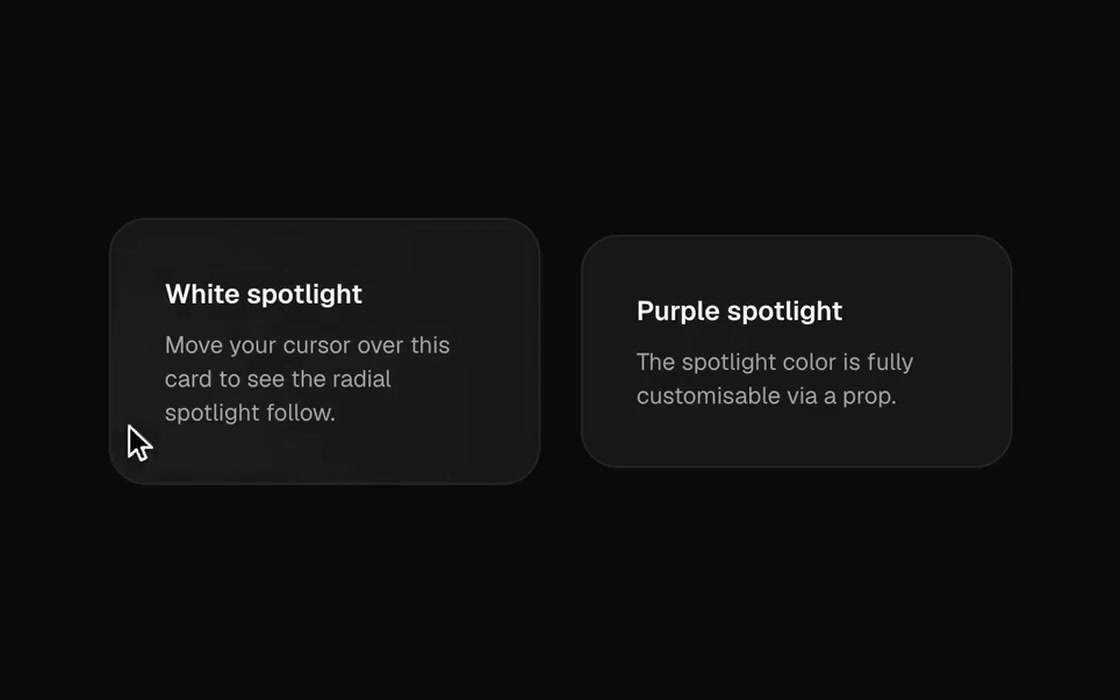 White spotlight
Move your cursor over this
card to see the radial
spotlight follow.
Purple spotlight
The spotlight color is fully
customisable via a prop.